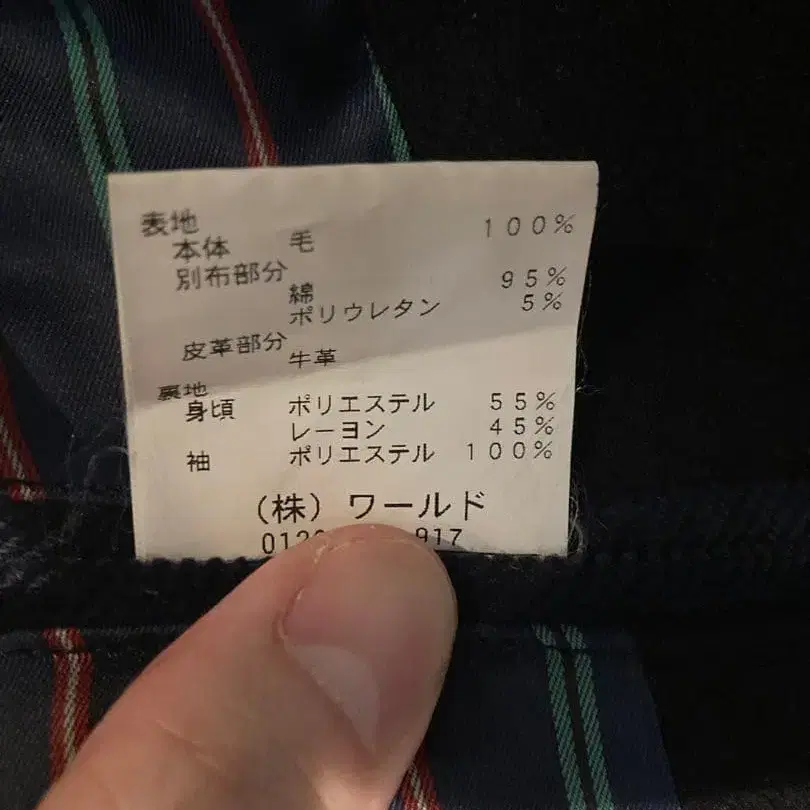 表地
本体 毛 100%
別布部分
綿 95%
ポリウレタン 5%
皮革部分
牛革
裏地
身頃 ポリエステル 55%
レーヨン 45%
袖 ポリエステル 100%
(株) ワールド
917